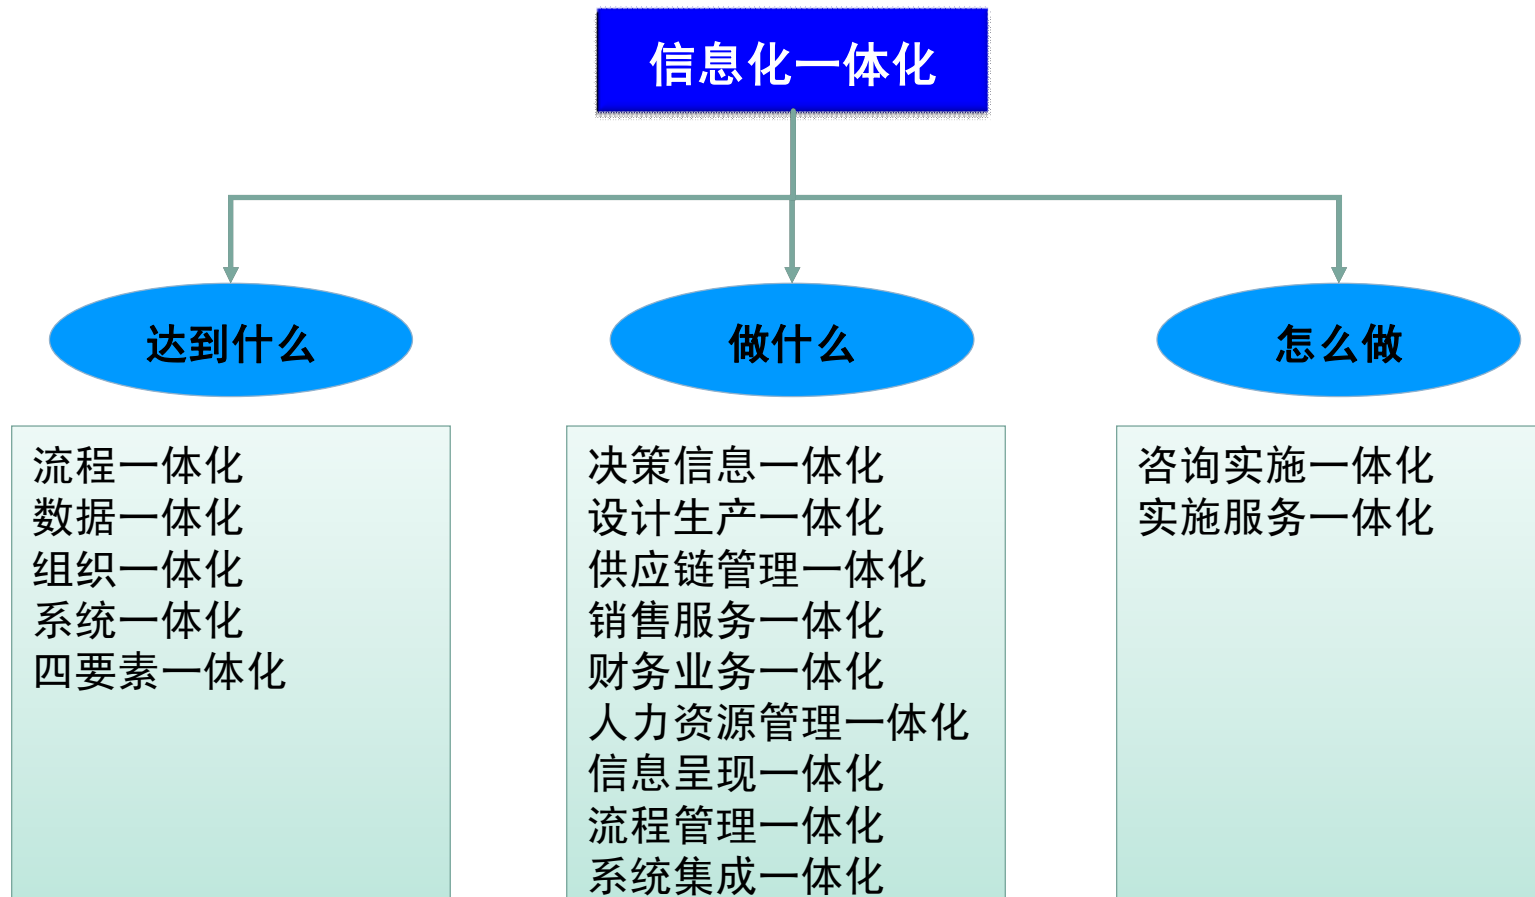 信息化一体化
达到什么
做什么
怎么做
流程一体化
数据一体化
组织一体化
系统一体化
四要素一体化
决策信息一体化
设计生产一体化
供应链管理一体化
销售服务一体化
财务业务一体化
人力资源管理一体化
信息呈现一体化
流程管理一体化
系统集成一体化
咨询实施一体化
实施服务一体化